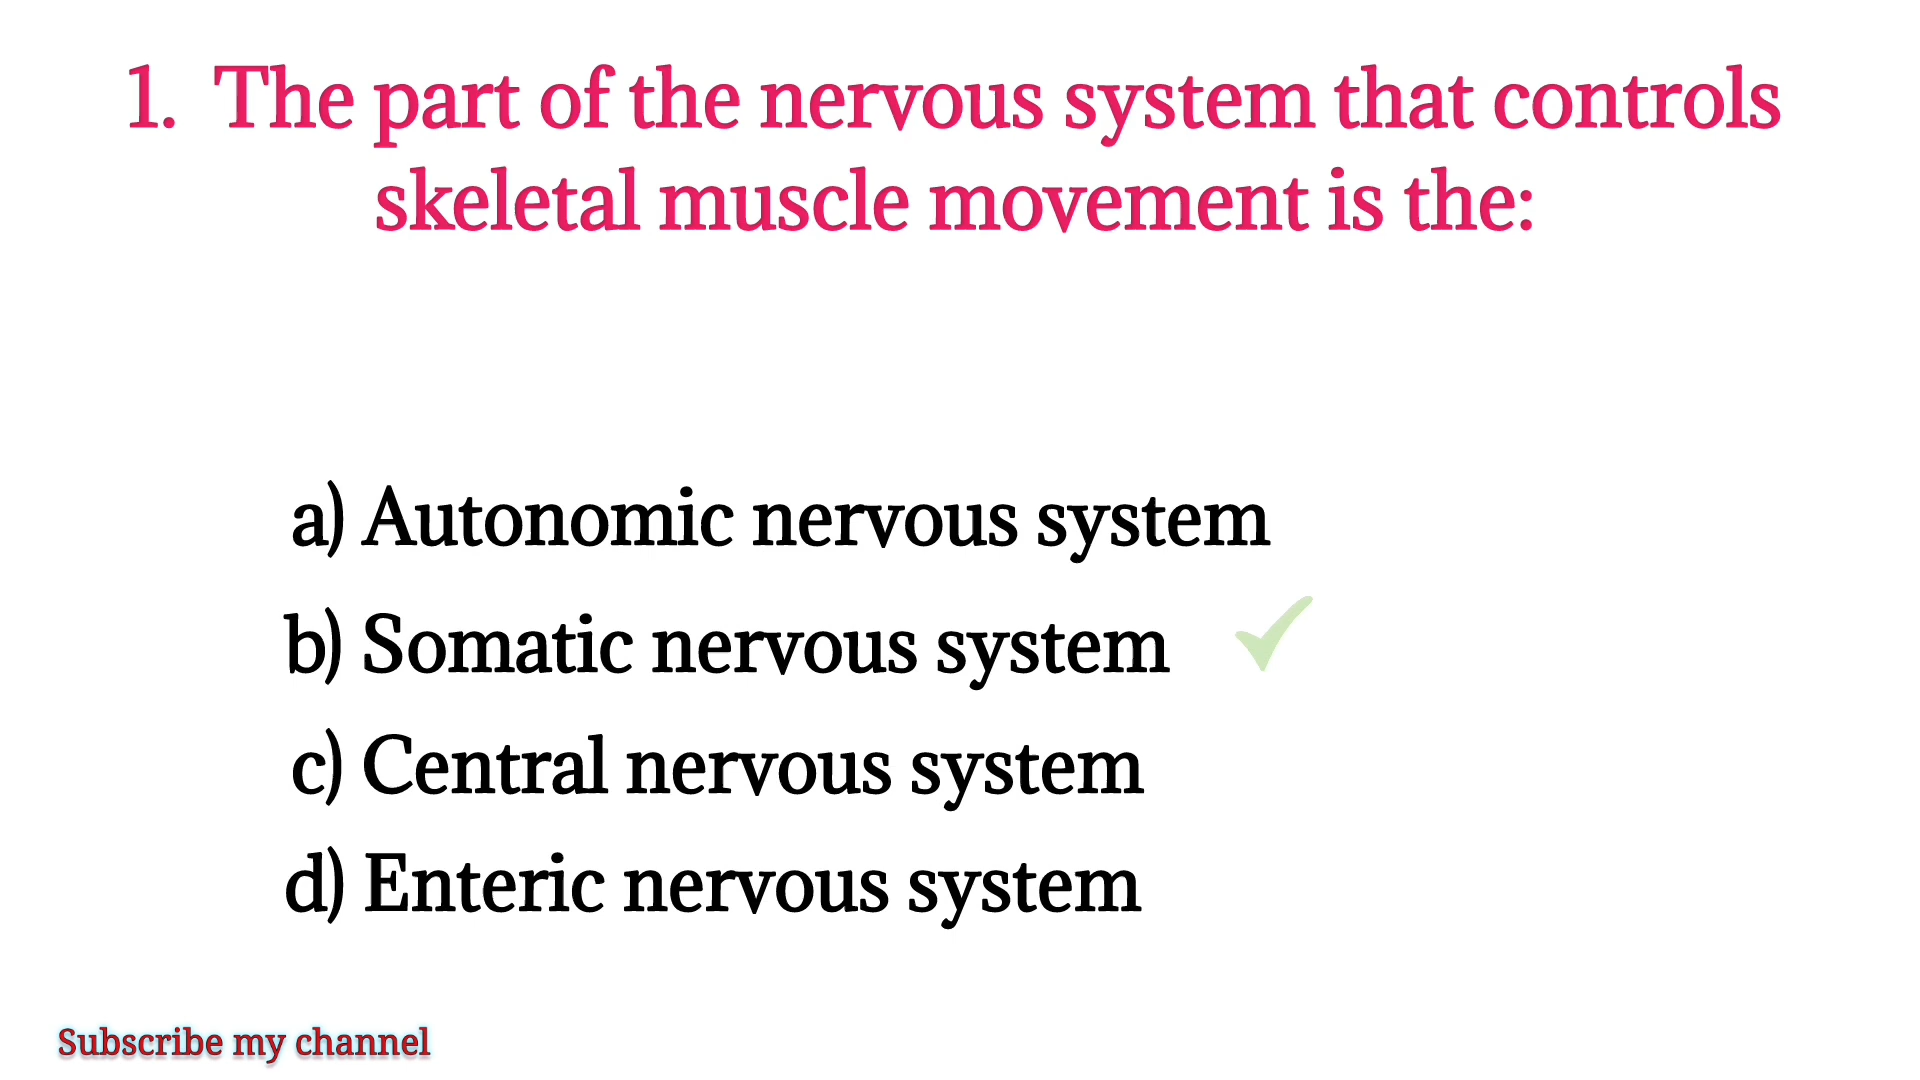 1. The part of the nervous system that controls
skeletal muscle movement is the:
a) Autonomic nervous system
b) Somatic nervous system
c) Central nervous system
d) Enteric nervous system
Subscribe my channel